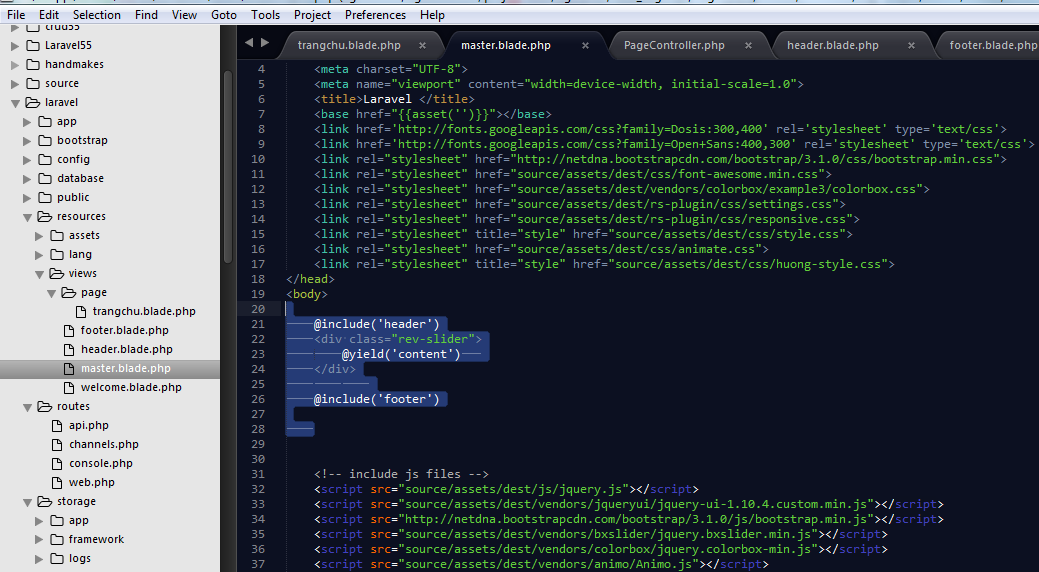 File Edit Selection Find View Goto Tools Project Preferences Help
crud55
Laravel55
handmakes
source
laravel
app
bootstrap
config
database
public
resources
assets
lang
views
page
trangchu.blade.php
footer.blade.php
header.blade.php
master.blade.php
welcome.blade.php
routes
api.php
channels.php
console.php
web.php
storage
app
framework
logs
trangchu.blade.php × master.blade.php × PageController.php × header.blade.php × footer.blade.php
4 <meta charset="UTF-8">
5 <meta name="viewport" content="width=device-width, initial-scale=1.0">
6 <title>Laravel </title>
7 <base href="{{asset('')}}"></base>
8 <link href='http://fonts.googleapis.com/css?family=Dosis:300,400' rel='stylesheet' type='text/css'>
9 <link href='http://fonts.googleapis.com/css?family=Open+Sans:400,300' rel='stylesheet' type='text/css'>
10 <link rel="stylesheet" href="http://netdna.bootstrapcdn.com/bootstrap/3.1.0/css/bootstrap.min.css">
11 <link rel="stylesheet" href="source/assets/dest/css/font-awesome.min.css">
12 <link rel="stylesheet" href="source/assets/dest/vendors/colorbox/example3/colorbox.css">
13 <link rel="stylesheet" href="source/assets/dest/rs-plugin/css/settings.css">
14 <link rel="stylesheet" href="source/assets/dest/rs-plugin/css/responsive.css">
15 <link rel="stylesheet" title="style" href="source/assets/dest/css/style.css">
16 <link rel="stylesheet" href="source/assets/dest/css/animate.css">
17 <link rel="stylesheet" title="style" href="source/assets/dest/css/huong-style.css">
18 </head>
19 <body>
20
21 @include('header')
22 <div class="rev-slider">
23 @yield('content')
24 </div>
25
26 @include('footer')
27
28
29
30
31 <!-- include js files -->
32 <script src="source/assets/dest/js/jquery.js"></script>
33 <script src="source/assets/dest/vendors/jqueryui/jquery-ui-1.10.4.custom.min.js"></script>
34 <script src="http://netdna.bootstrapcdn.com/bootstrap/3.1.0/js/bootstrap.min.js"></script>
35 <script src="source/assets/dest/vendors/bxslider/jquery.bxslider.min.js"></script>
36 <script src="source/assets/dest/vendors/colorbox/jquery.colorbox-min.js"></script>
37 <script src="source/assets/dest/vendors/animo/Animo.js"></script>